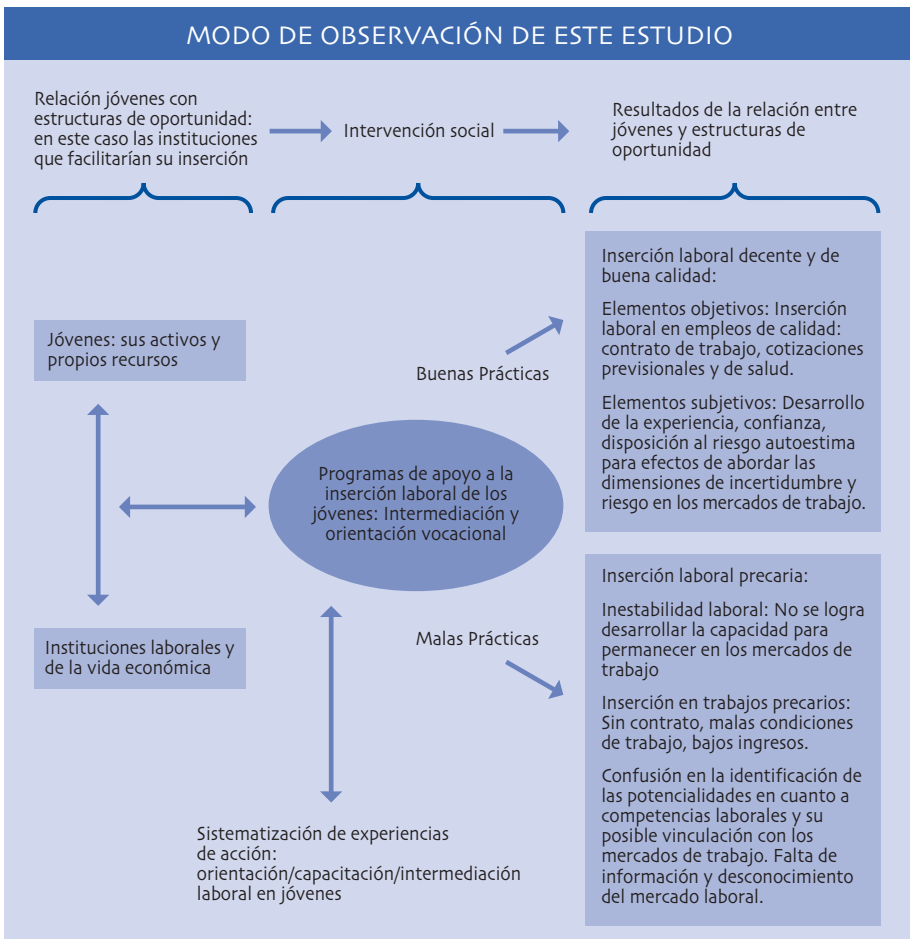 MODO DE OBSERVACIÓN DE ESTE ESTUDIO
Relación jóvenes con
estructuras de oportunidad:
en este caso las instituciones
que facilitarían su inserción
Intervención social
Resultados de la relación entre
jóvenes y estructuras de
oportunidad
Jóvenes: sus activos y
propios recursos
Instituciones laborales y
de la vida económica
Buenas Prácticas
Programas de apoyo a la
inserción laboral de los
jóvenes: Intermediación y
orientación vocacional
Malas Prácticas
Sistematización de experiencias
de acción:
orientación/capacitación/intermediación
laboral en jóvenes
Inserción laboral decente y de
buena calidad:
Elementos objetivos: Inserción
laboral en empleos de calidad:
contrato de trabajo, cotizaciones
previsionales y de salud.
Elementos subjetivos: Desarrollo
de la experiencia, confianza,
disposición al riesgo autoestima
para efectos de abordar las
dimensiones de incertidumbre y
riesgo en los mercados de trabajo.
Inserción laboral precaria:
Inestabilidad laboral: No se logra
desarrollar la capacidad para
permanecer en los mercados de
trabajo
Inserción en trabajos precarios:
Sin contrato, malas condiciones
de trabajo, bajos ingresos.
Confusión en la identificación de
las potencialidades en cuanto a
competencias laborales y su
posible vinculación con los
mercados de trabajo. Falta de
información y desconocimiento
del mercado laboral.